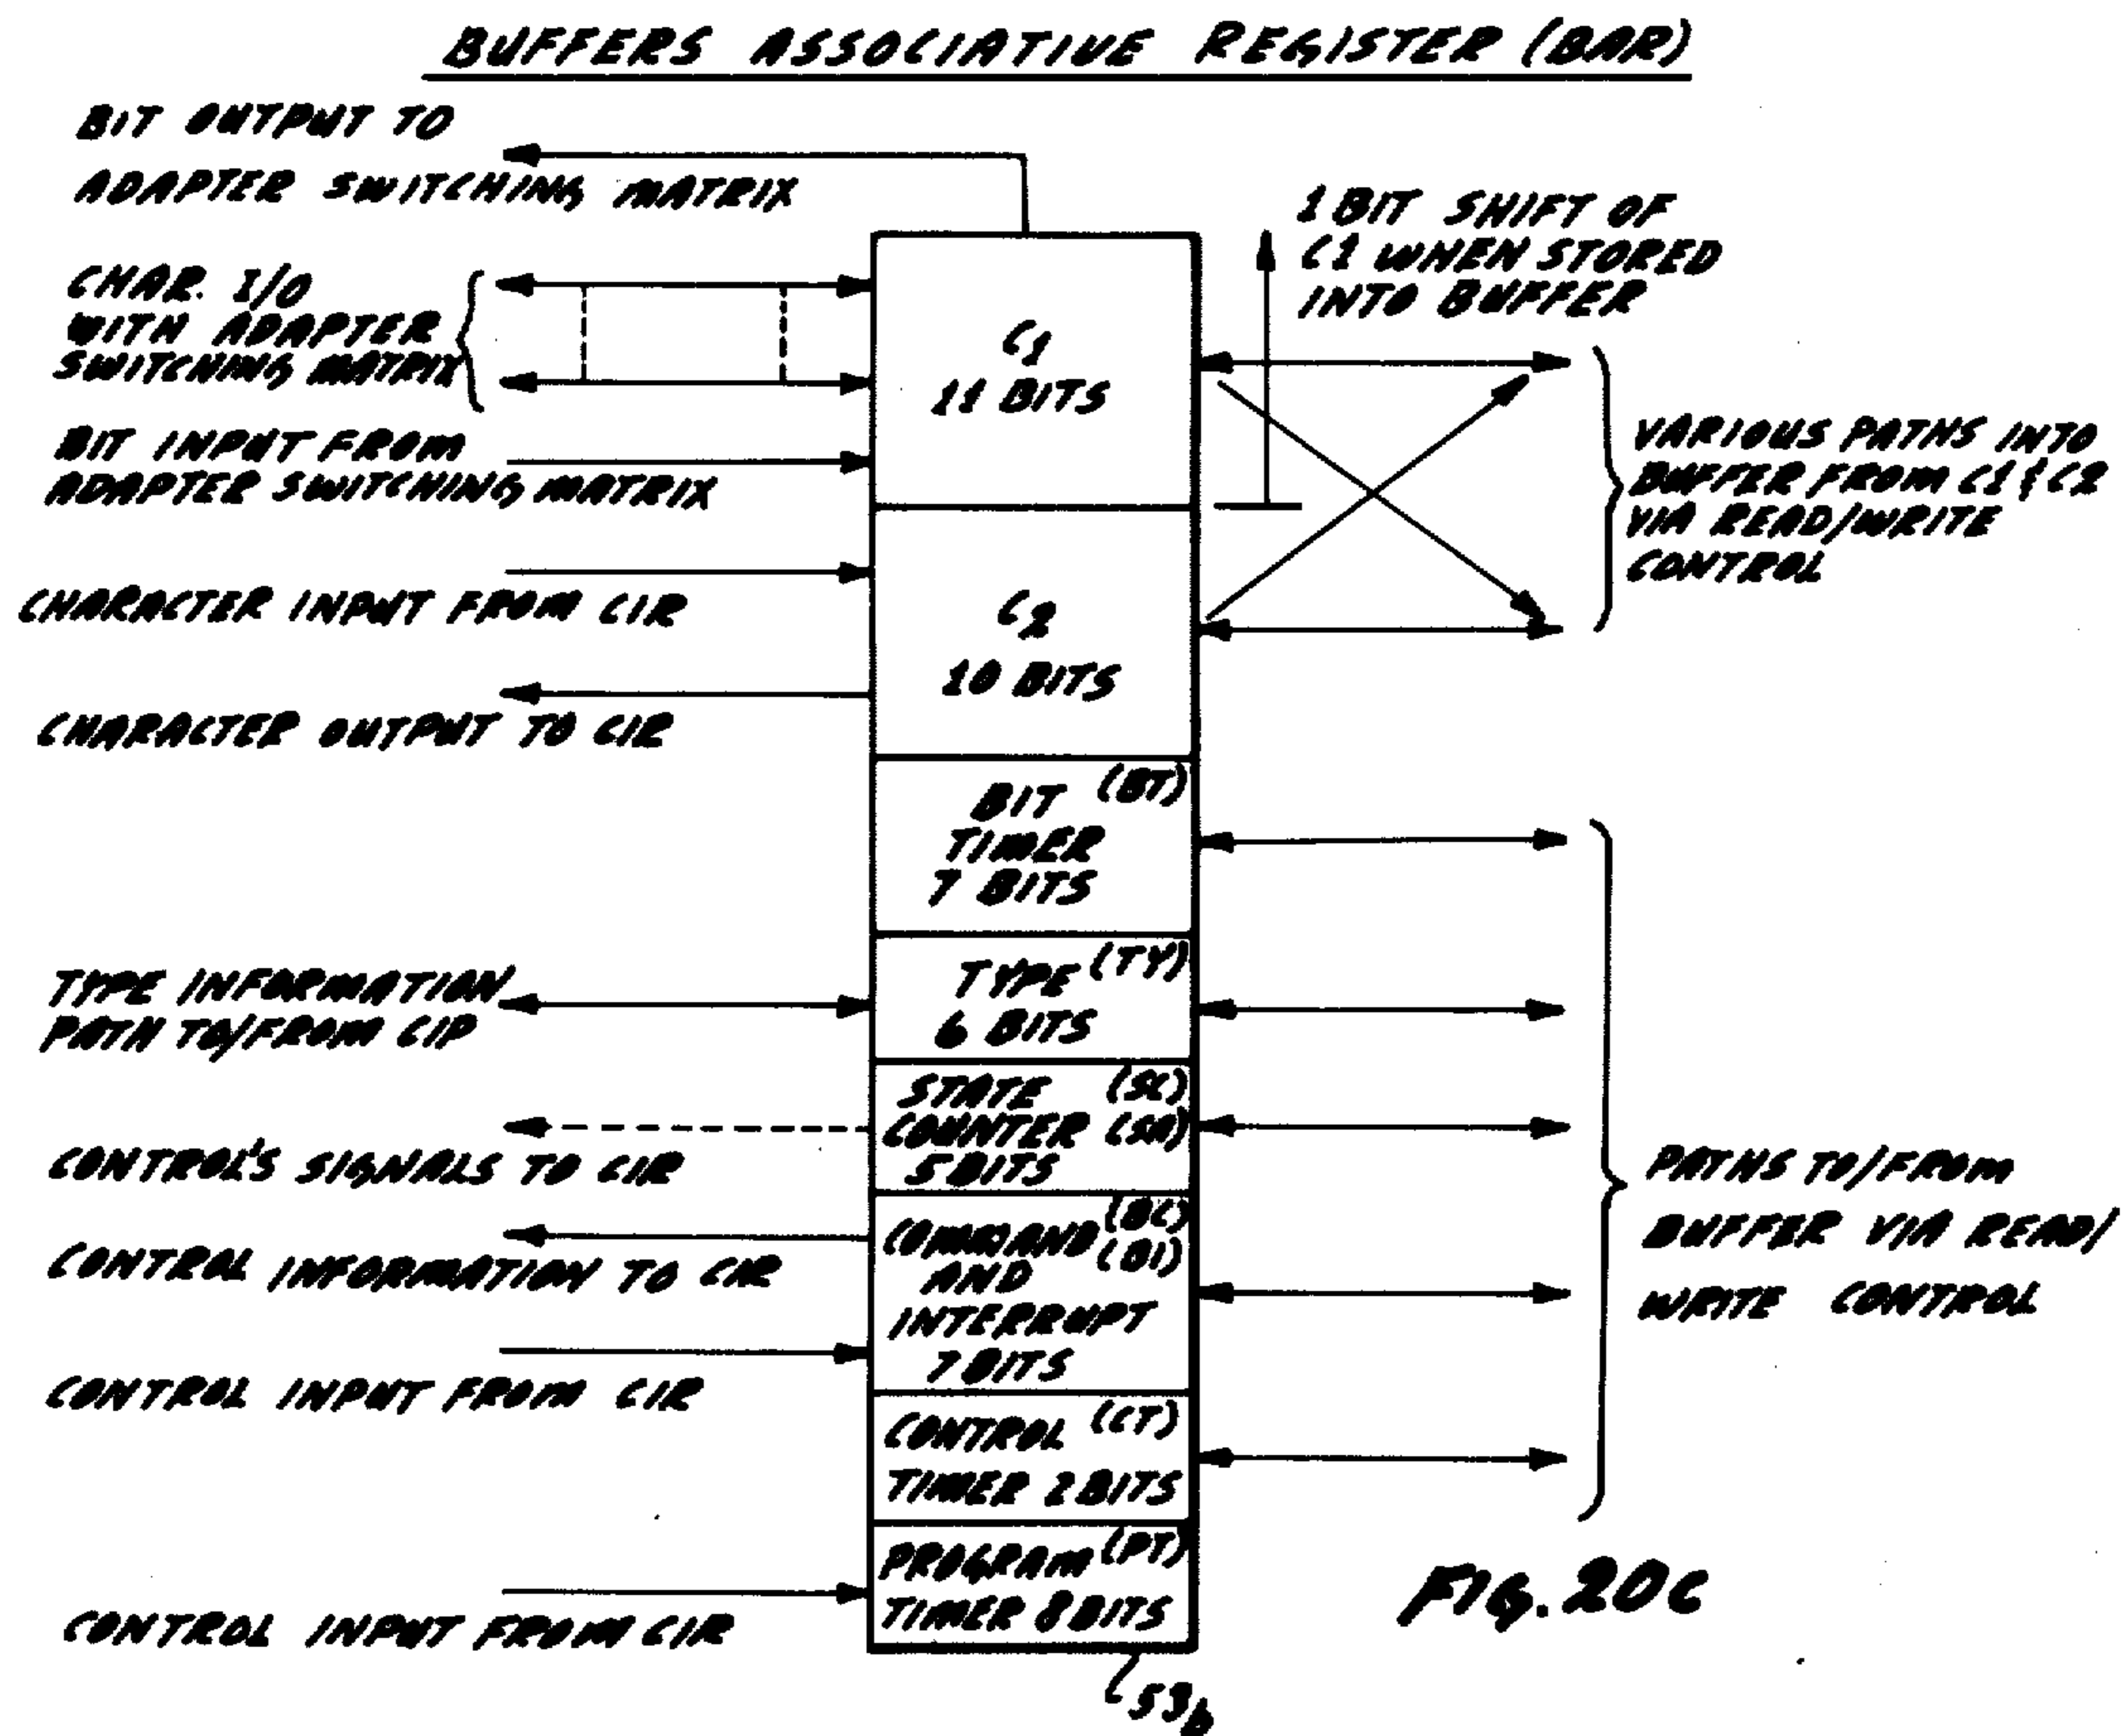 BUFFERS ASSOCIATIVE REGISTER (BAR)
BIT OUTPUT TO
ADAPTER SWITCHING MATRIX
1 BIT SHIFT OF
C1 WHEN STORED
INTO BUFFER
CHAR. I/O
WITH ADAPTER
SWITCHING MATRIX
C1
11 BITS
BIT INPUT FROM
ADAPTER SWITCHING MATRIX
VARIOUS PATHS INTO
BUFFER FROM C1 & C2
VIA READ/WRITE
CONTROL
CHARACTER INPUT FROM CIR
C2
10 BITS
CHARACTER OUTPUT TO CIR
BIT (BT)
TIMER
7 BITS
TYPE INFORMATION
PATH TO/FROM CIP
TYPE (TY)
6 BITS
STATE (SC)
COUNTER (SA)
5 BITS
CONTROL'S SIGNALS TO CIR
PATHS TO/FROM
BUFFER VIA READ/
WRITE CONTROL
CONTROL INFORMATION TO CIR
COMMAND (BC)
(BI)
AND
INTERRUPT
7 BITS
CONTROL INPUT FROM CIR
CONTROL (CT)
TIMER 2 BITS
PROGRAM (PT)
TIMER 8 BITS
CONTROL INPUT FROM CIR
FIG. 20C
53b